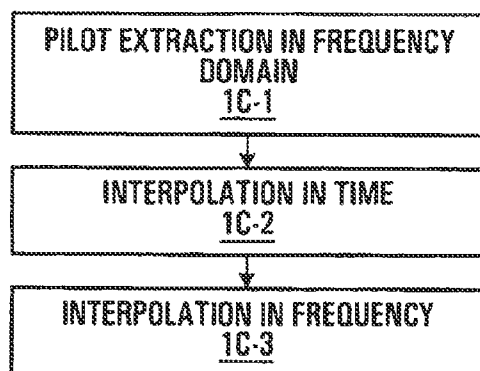 PILOT EXTRACTION IN FREQUENCY
DOMAIN
1C-1
INTERPOLATION IN TIME
1C-2
INTERPOLATION IN FREQUENCY
1C-3